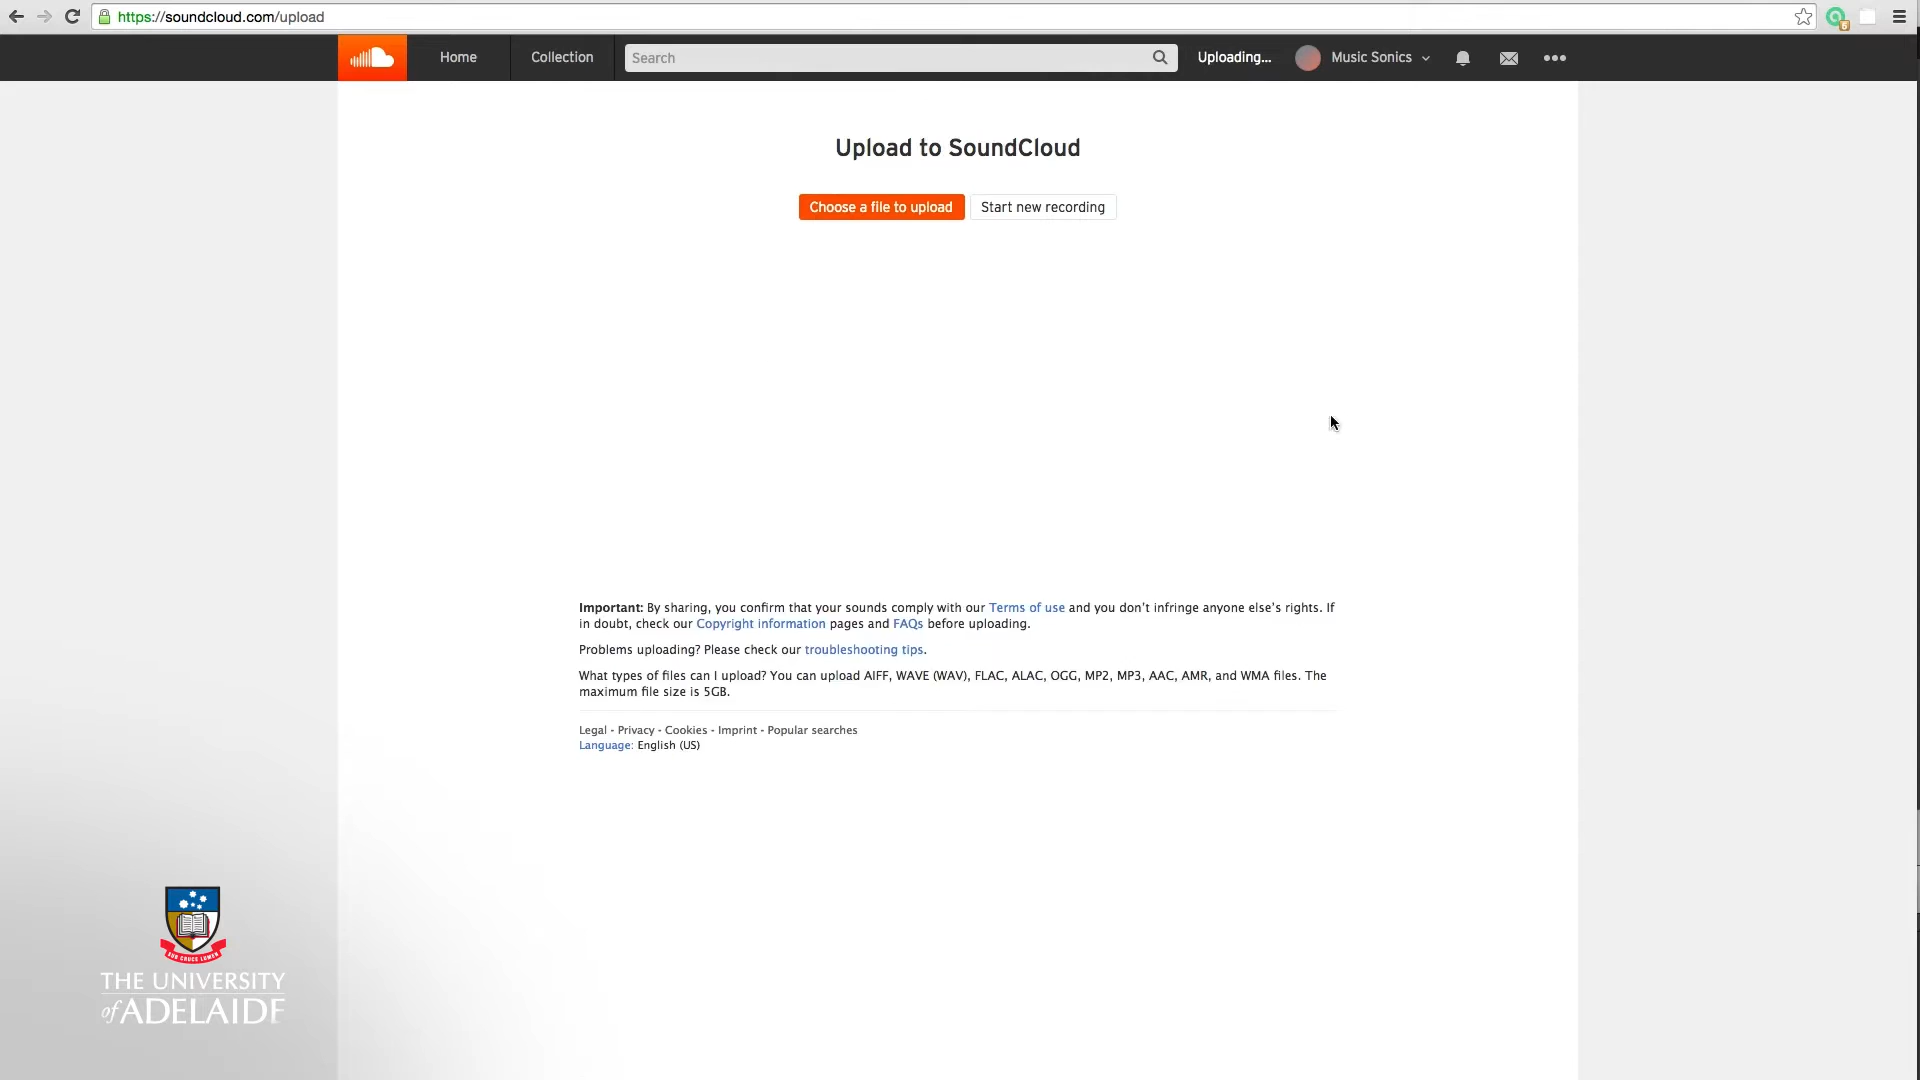 https://soundcloud.com/upload
Home
Collection
Search
Uploading...
Music Sonics
Upload to SoundCloud
Choose a file to upload
Start new recording
Important: By sharing, you confirm that your sounds comply with our Terms of use and you don't infringe anyone else's rights. If
in doubt, check our Copyright information pages and FAQs before uploading.
Problems uploading? Please check our troubleshooting tips.
What types of files can I upload? You can upload AIFF, WAVE (WAV), FLAC, ALAC, OGG, MP2, MP3, AAC, AMR, and WMA files. The
maximum file size is 5GB.
Legal - Privacy - Cookies - Imprint - Popular searches
Language: English (US)
SUB CRUCE LUMEN
THE UNIVERSITY
of ADELAIDE